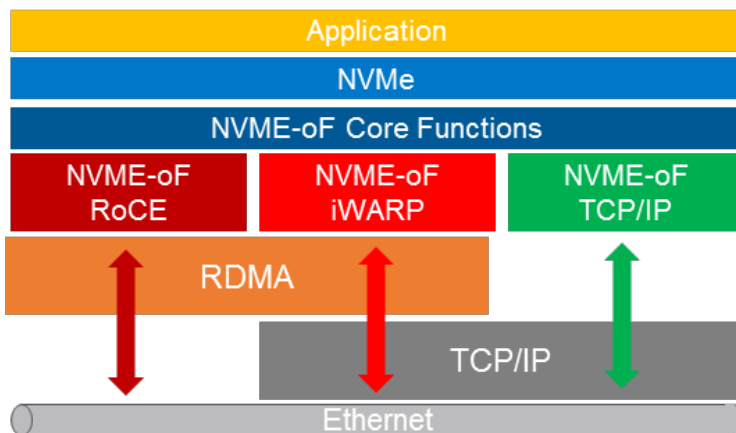 Application
NVMe
NVME-oF Core Functions
NVME-oF
RoCE
NVME-oF
iWARP
NVME-oF
TCP/IP
RDMA
TCP/IP
Ethernet